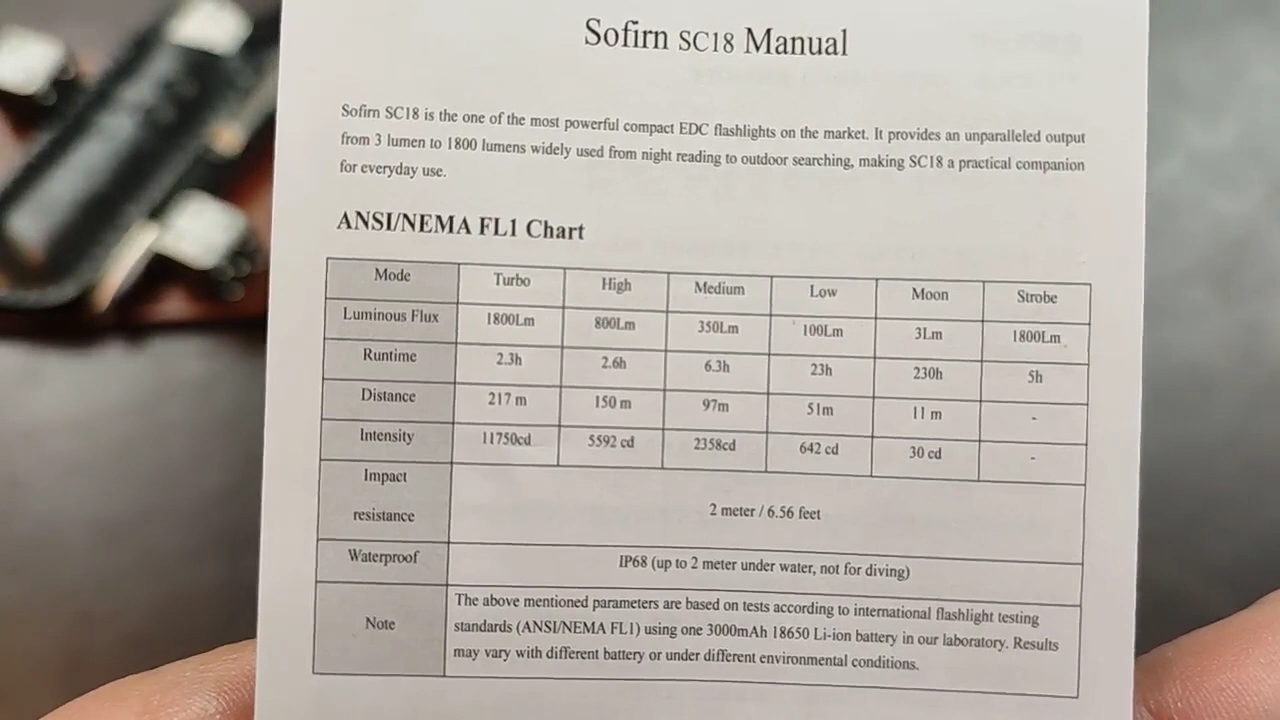 Sofirn SC18 Manual
Sofirn SC18 is the one of the most powerful compact EDC flashlights on the market. It provides an unparalleled output
from 3 lumen to 1800 lumens widely used from night reading to outdoor searching, making SC18 a practical companion
for everyday use.
ANSI/NEMA FL1 Chart
Mode Turbo High Medium Low Moon Strobe
Luminous Flux 1800Lm 800Lm 350Lm 100Lm 3Lm 1800Lm
Runtime 2.3h 2.6h 6.3h 23h 230h 5h
Distance 217 m 150 m 97m 51m 11 m -
Intensity 11750cd 5592 cd 2358cd 642 cd 30 cd -
Impact
resistance
2 meter / 6.56 feet
Waterproof IP68 (up to 2 meter under water, not for diving)
Note
The above mentioned parameters are based on tests according to international flashlight testing
standards (ANSI/NEMA FL1) using one 3000mAh 18650 Li-ion battery in our laboratory. Results
may vary with different battery or under different environmental conditions.